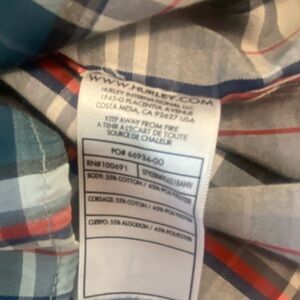 WWW.HURLEY.COM
HURLEY INTERNATIONAL LLC
1945-G PLACENTIA AVENUE
COSTA MESA, CA 92627 USA
KEEP AWAY FROM FIRE
A TENIR A L'ECART DE TOUTE
SOURCE DE CHALEUR
PO# 66934-00
RN#100691
BODY: 55% COTTON / 45% POLYESTER
CORSAGE: 55% COTON / 45% POLYESTER
CUERPO: 55% ALGODON / 45% POLIESTER